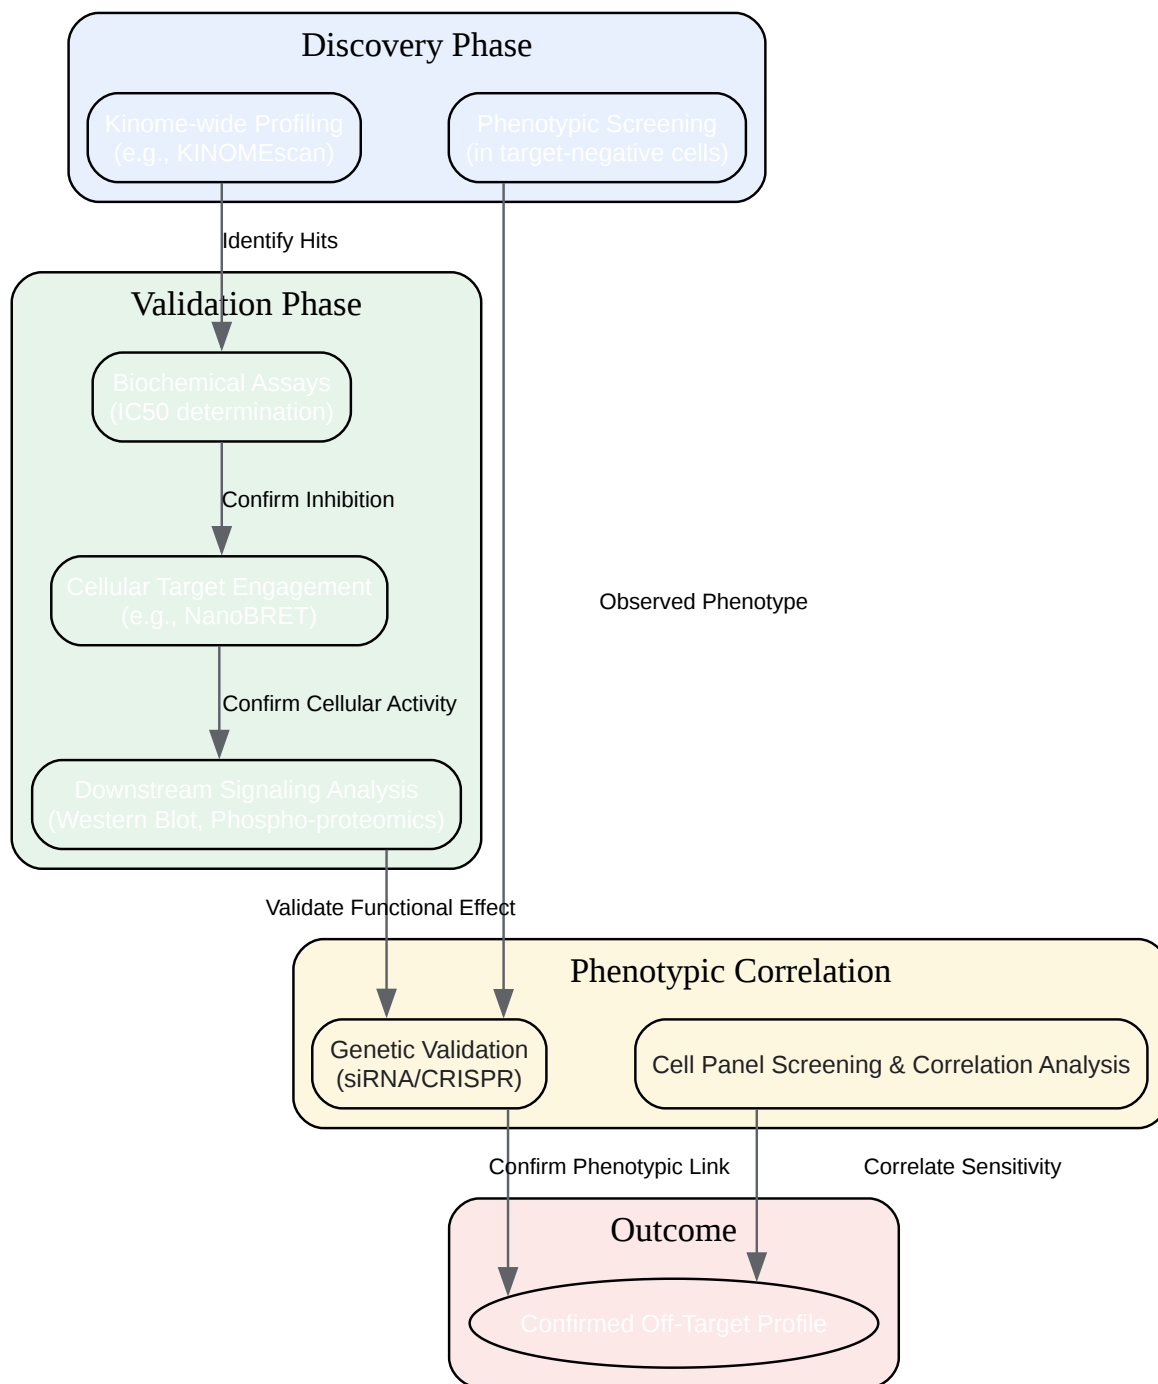 Discovery Phase
Kinome-wide Profiling
(e.g., KINOMEscan)
Phenotypic Screening
(in target-negative cells)
Identify Hits
Validation Phase
Biochemical Assays
(IC50 determination)
Confirm Inhibition
Cellular Target Engagement
(e.g., NanoBRET)
Observed Phenotype
Confirm Cellular Activity
Downstream Signaling Analysis
(Western Blot, Phospho-proteomics)
Validate Functional Effect
Phenotypic Correlation
Genetic Validation
(siRNA/CRISPR)
Cell Panel Screening & Correlation Analysis
Confirm Phenotypic Link
Correlate Sensitivity
Outcome
Confirmed Off-Target Profile